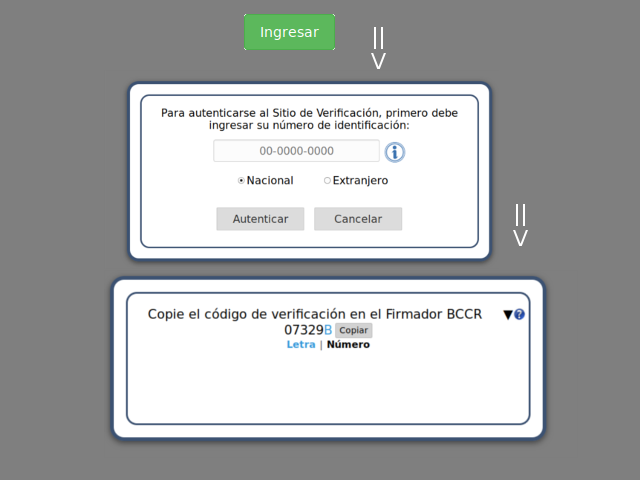 Ingresar
||
V
Para autenticarse al Sitio de Verificación, primero debe
ingresar su número de identificación:
00-0000-0000
Nacional Extranjero
Autenticar Cancelar
||
V
Copie el código de verificación en el Firmador BCCR ▼?
07329B Copiar
Letra | Número